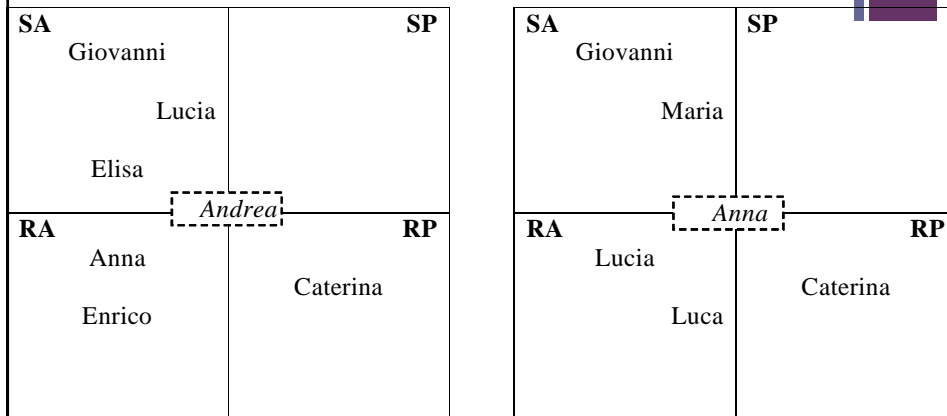 SA SP
Giovanni
Lucia
Elisa
Andrea
RA RP
Anna
Caterina
Enrico
SA SP
Giovanni
Maria
Anna
RA RP
Lucia
Caterina
Luca